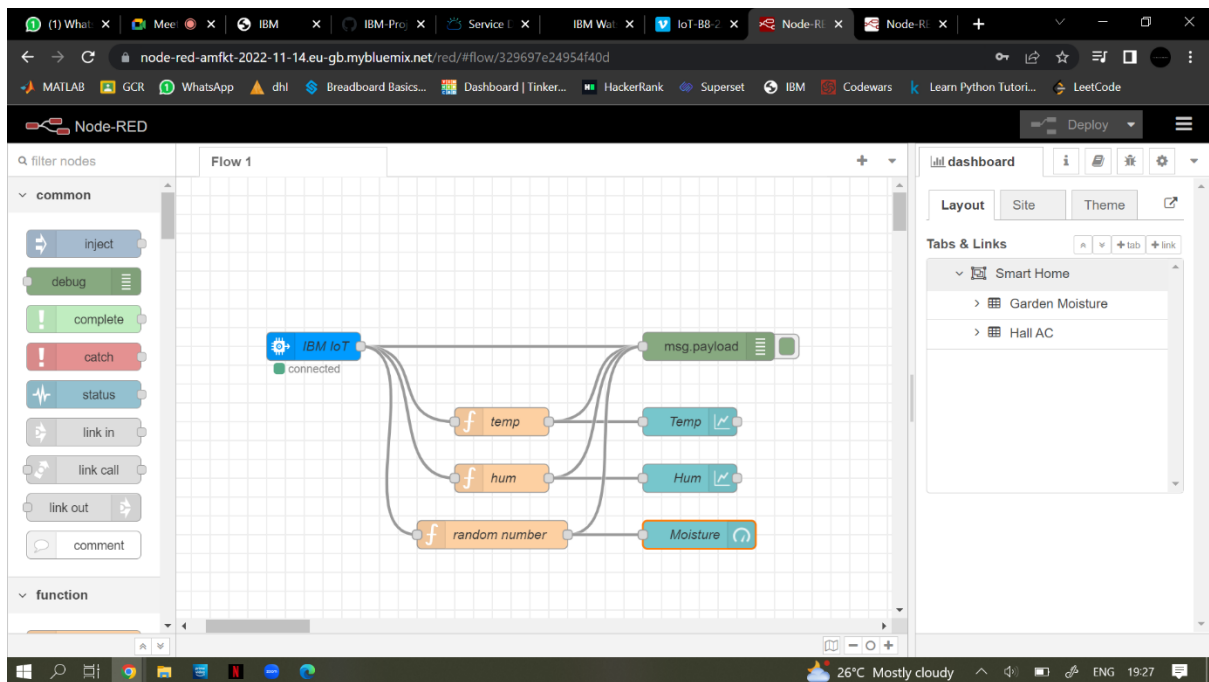 (1) What: IBM IBM-Proj Service IBM Wat IoT-B8-2 Node-RE Node-RE
node-red-amfkt-2022-11-14.eu-gb.mybluemix.net/red/#flow/329697e24954f40d
MATLAB GCR WhatsApp dhl Breadboard Basics... Dashboard | Tinker... HackerRank Superset IBM Codewars Learn Python Tutori... LeetCode
Node-RED Deploy
filter nodes Flow 1 dashboard
common
Layout Site Theme
Tabs & Links tab link
inject
debug
complete
catch
status
link in
link call
link out
comment
function
Smart Home
Garden Moisture
Hall AC
IBM IoT msg.payload
connected
temp Temp
hum Hum
random number Moisture
26°C Mostly cloudy ENG 19:27